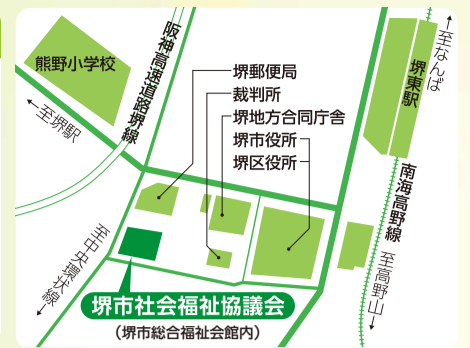 至なんば
阪神高速道路堺線
熊野小学校
堺東駅
堺郵便局
裁判所
堺地方合同庁舎
堺市役所
堺区役所
至堺駅
南海高野線
至高野山
至中央環状線
堺市社会福祉協議会
（堺市総合福祉会館内）